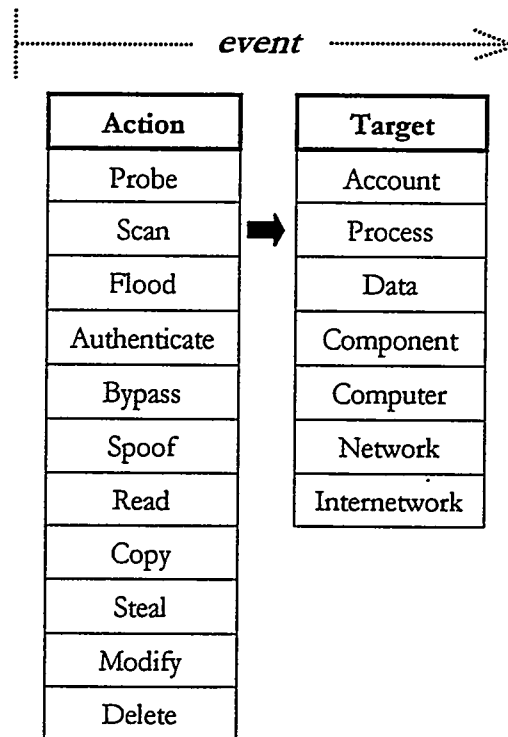 event
Action
Probe
Scan
Flood
Authenticate
Bypass
Spoof
Read
Copy
Steal
Modify
Delete
Target
Account
Process
Data
Component
Computer
Network
Internetwork